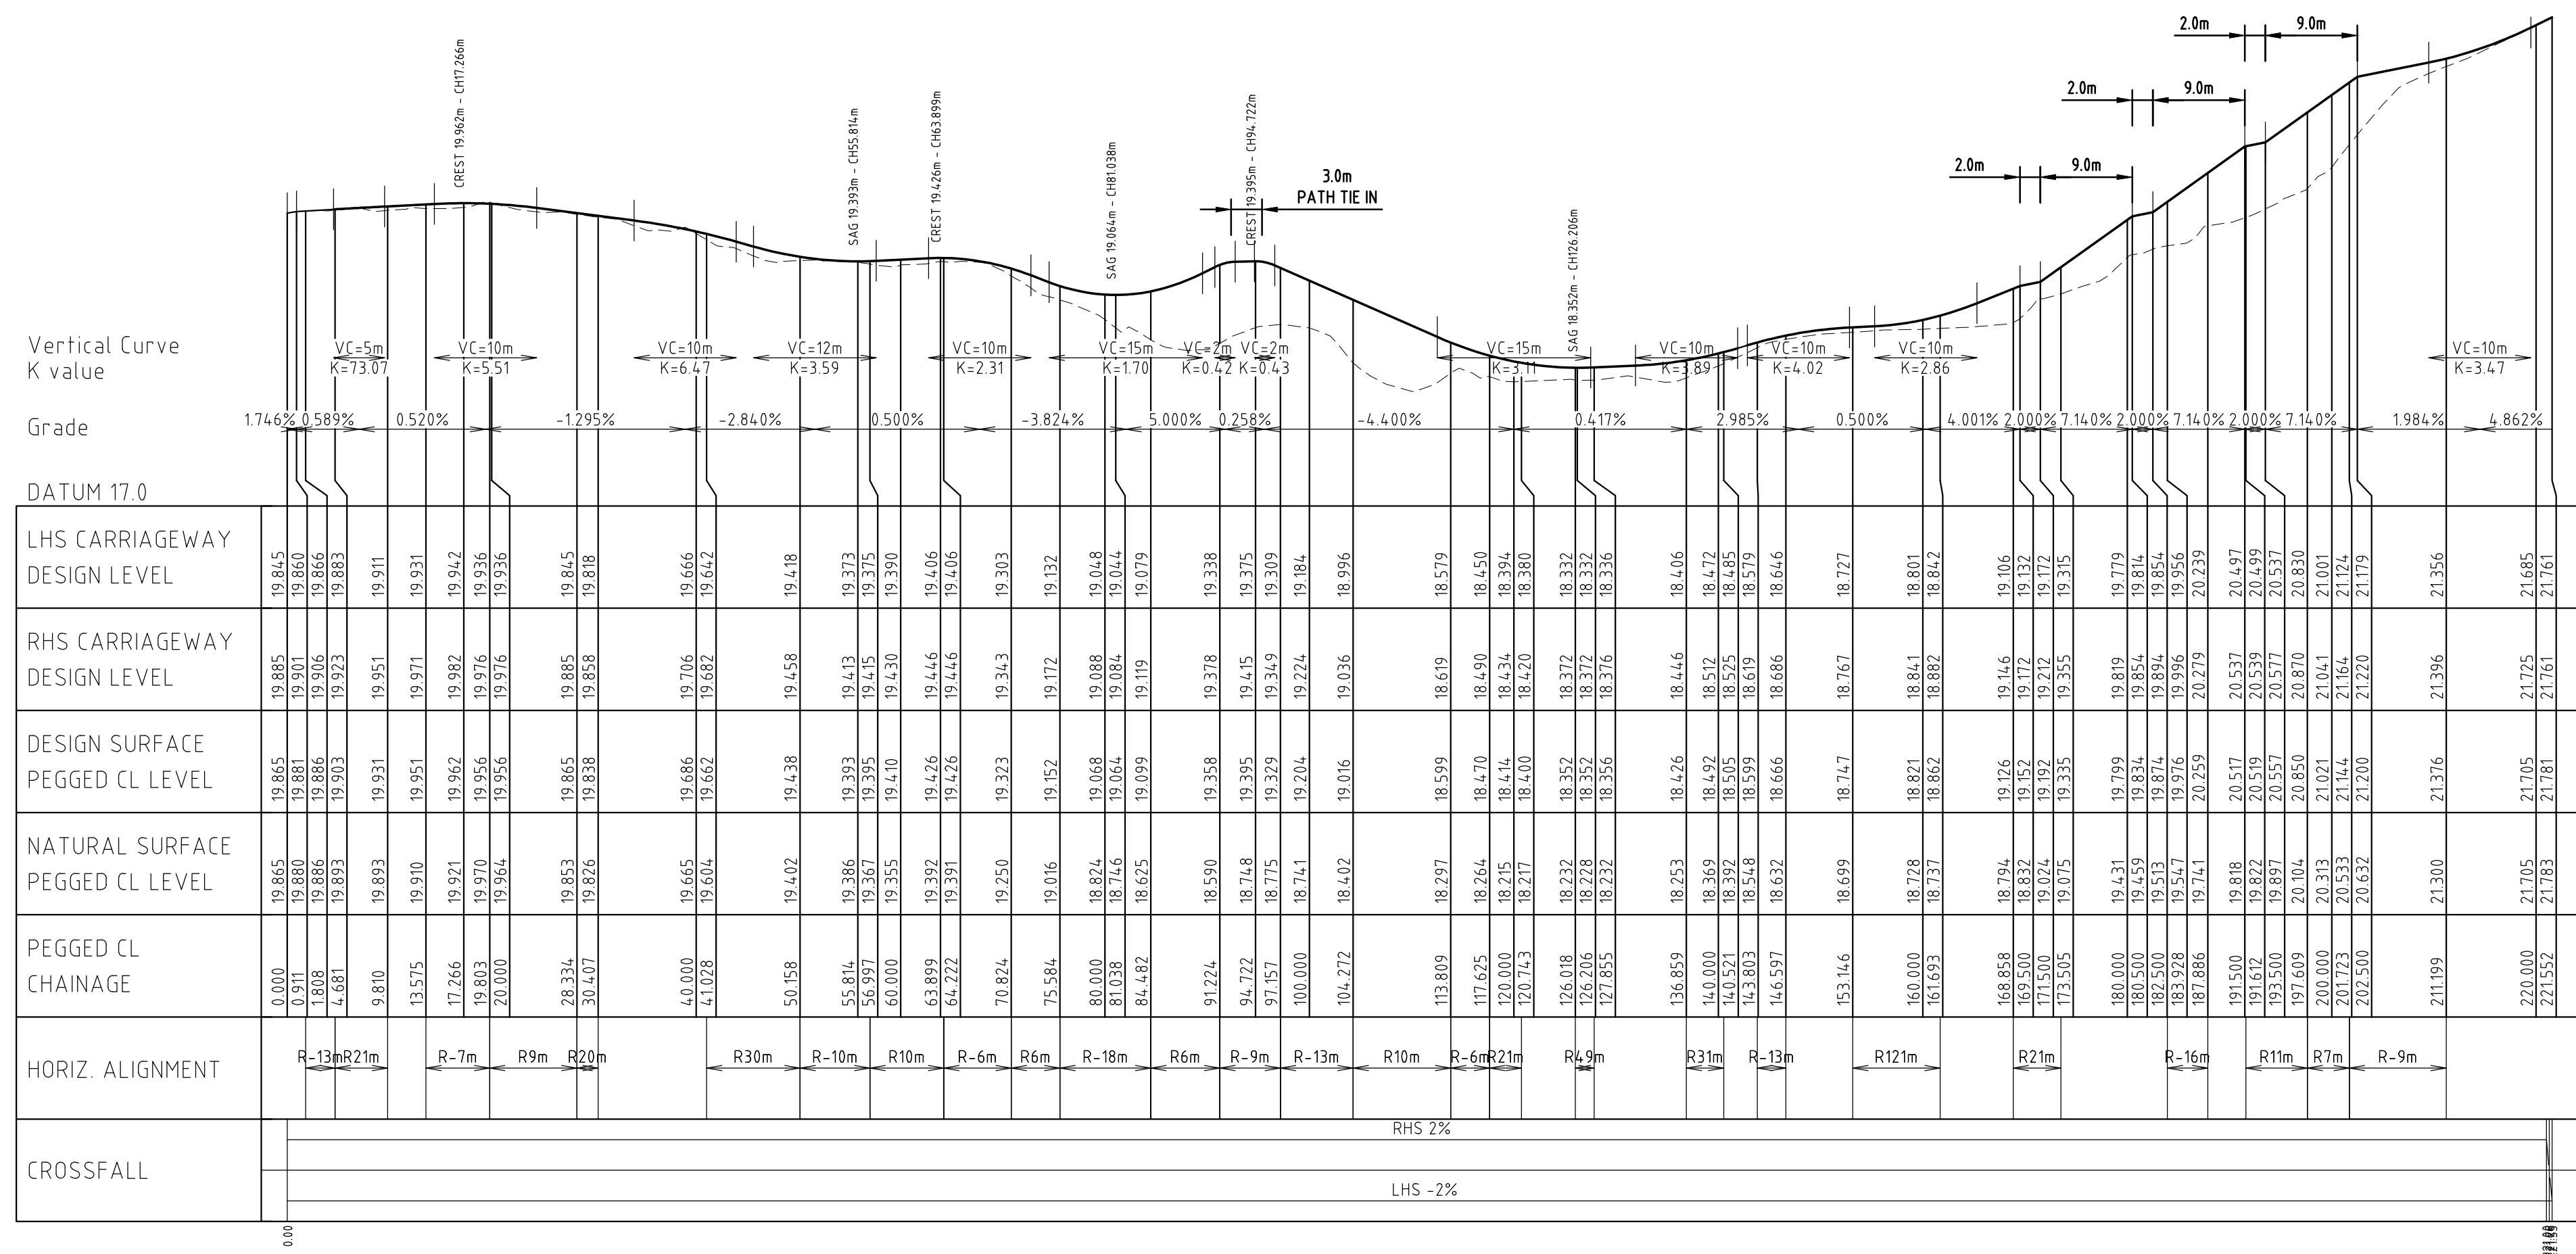 2.0m 9.0m
2.0m 9.0m
2.0m 9.0m
CREST 19.962m - CH17.266m
SAG 19.393m - CH55.814m
CREST 19.426m - CH63.899m
SAG 19.064m - CH81.038m
CREST 19.395m - CH94.722m
3.0m
PATH TIE IN
SAG 18.352m - CH126.206m
Vertical Curve
K value
VC=5m VC=10m VC=10m VC=12m VC=10m VC=15m VC=2m VC=2m VC=15m VC=10m VC=10m VC=10m VC=10m
K=73.07 K=5.51 K=6.47 K=3.59 K=2.31 K=1.70 K=0.42 K=0.43 K=3.11 K=3.89 K=4.02 K=2.86 K=3.47
Grade
1.746% 0.589% 0.520% -1.295% -2.840% 0.500% -3.824% 5.000% 0.258% -4.400% 0.417% 2.985% 0.500% 4.001% 2.000% 7.140% 2.000% 7.140% 2.000% 7.140% 1.984% 4.862%
DATUM 17.0
LHS CARRIAGEWAY
DESIGN LEVEL
19.845 19.860 19.866 19.883 19.911 19.931 19.942 19.936 19.936 19.845 19.818 19.666 19.642 19.418 19.373 19.375 19.390 19.406 19.406 19.303 19.132 19.048 19.044 19.079 19.338 19.375 19.309 19.184 18.996 18.579 18.450 18.394 18.380 18.332 18.332 18.336 18.406 18.472 18.485 18.579 18.646 18.727 18.801 18.842 19.106 19.132 19.172 19.315 19.779 19.814 19.854 19.956 20.239 20.497 20.499 20.537 20.830 21.001 21.124 21.179 21.356 21.685 21.761
RHS CARRIAGEWAY
DESIGN LEVEL
19.885 19.901 19.906 19.923 19.951 19.971 19.982 19.976 19.976 19.885 19.858 19.706 19.682 19.458 19.413 19.415 19.430 19.446 19.446 19.343 19.172 19.088 19.084 19.119 19.378 19.415 19.349 19.224 19.036 18.619 18.490 18.434 18.420 18.372 18.372 18.376 18.446 18.512 18.525 18.619 18.686 18.767 18.841 18.882 19.146 19.172 19.212 19.355 19.819 19.854 19.894 19.996 20.279 20.537 20.539 20.577 20.870 21.041 21.164 21.220 21.396 21.725 21.761
DESIGN SURFACE
PEGGED CL LEVEL
19.865 19.881 19.886 19.903 19.931 19.951 19.962 19.956 19.956 19.865 19.838 19.686 19.662 19.438 19.393 19.395 19.410 19.426 19.426 19.323 19.152 19.068 19.064 19.099 19.358 19.395 19.329 19.204 19.016 18.599 18.470 18.414 18.400 18.352 18.352 18.356 18.426 18.492 18.505 18.599 18.666 18.747 18.821 18.862 19.126 19.152 19.192 19.335 19.799 19.834 19.874 19.976 20.259 20.517 20.519 20.557 20.850 21.021 21.144 21.200 21.376 21.705 21.781
NATURAL SURFACE
PEGGED CL LEVEL
19.865 19.880 19.886 19.893 19.893 19.910 19.921 19.970 19.964 19.853 19.826 19.665 19.604 19.402 19.386 19.367 19.355 19.392 19.391 19.250 19.016 18.824 18.746 18.625 18.590 18.748 18.775 18.741 18.402 18.297 18.264 18.215 18.217 18.232 18.228 18.232 18.253 18.369 18.392 18.548 18.632 18.699 18.728 18.737 18.794 18.832 19.024 19.075 19.431 19.459 19.513 19.547 19.741 19.818 19.822 19.897 20.104 20.313 20.533 20.632 21.300 21.705 21.783
PEGGED CL
CHAINAGE
0.000 0.911 1.808 4.681 9.810 13.575 17.266 19.803 20.000 28.334 30.407 40.000 41.028 50.158 55.814 56.997 60.000 63.899 64.222 70.824 75.584 80.000 81.038 84.482 91.224 94.722 97.157 100.000 104.272 113.809 117.625 120.000 120.743 126.018 126.206 127.855 136.859 140.000 140.521 143.803 146.597 153.146 160.000 161.693 168.858 169.500 171.500 173.505 180.000 180.500 182.500 183.928 187.886 191.500 191.612 193.500 197.609 200.000 201.723 202.500 211.199 220.000 221.552
HORIZ. ALIGNMENT
R-13m R21m R-7m R9m R20m R30m R-10m R10m R-6m R6m R-18m R6m R-9m R-13m R10m R-6m R21m R49m R31m R-13m R121m R21m R-16m R11m R7m R-9m
CROSSFALL
RHS 2%
LHS -2%
0.00